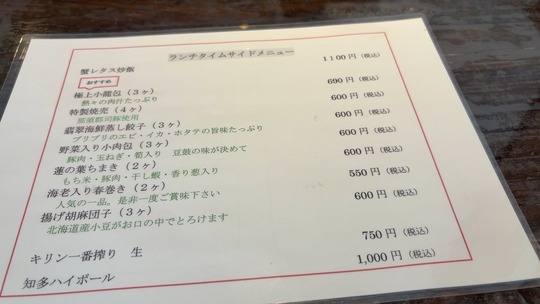 ランチタイムサイドメニュー
蟹レタス炒飯 1100円（税込）
おすすめ
極上小龍包（3ヶ） 690円（税込）
熱々の肉汁たっぷり
特製焼売（4ヶ） 600円（税込）
那須郡司豚使用
翡翠海鮮蒸し餃子（3ヶ） 600円（税込）
プリプリのエビ・イカ・ホタテの旨味たっぷり
野菜入り小肉包（3ヶ） 600円（税込）
豚肉・玉ねぎ・筍入り 豆鼓の味が決めて
蓮の葉ちまき（2ヶ） 600円（税込）
もち米・豚肉・干し蝦・香り葱入り
海老入り春巻き（2ヶ） 550円（税込）
人気の一品。是非一度ご賞味下さい
揚げ胡麻団子（3ヶ） 600円（税込）
北海道産小豆がお口の中でとろけます
キリン一番搾り 生 750円（税込）
知多ハイボール 1,000円（税込）